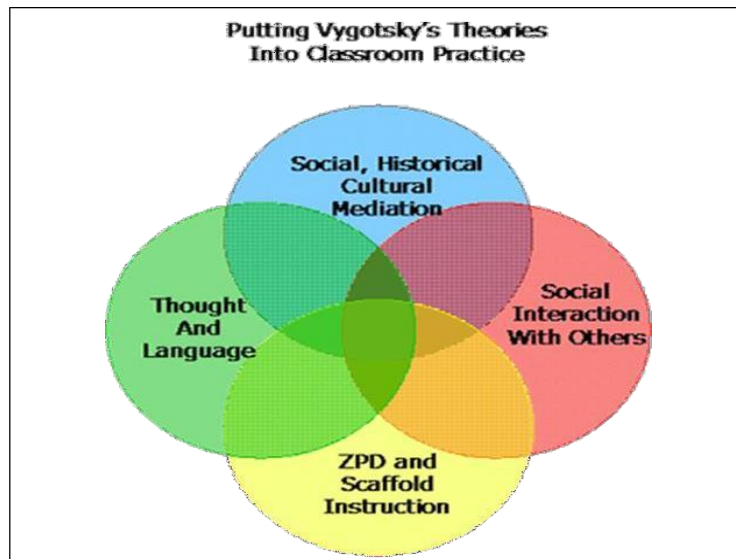 Putting Vygotsky's Theories
Into Classroom Practice
Social, Historical
Cultural
Mediation
Thought
And
Language
Social
Interaction
With Others
ZPD and
Scaffold
Instruction